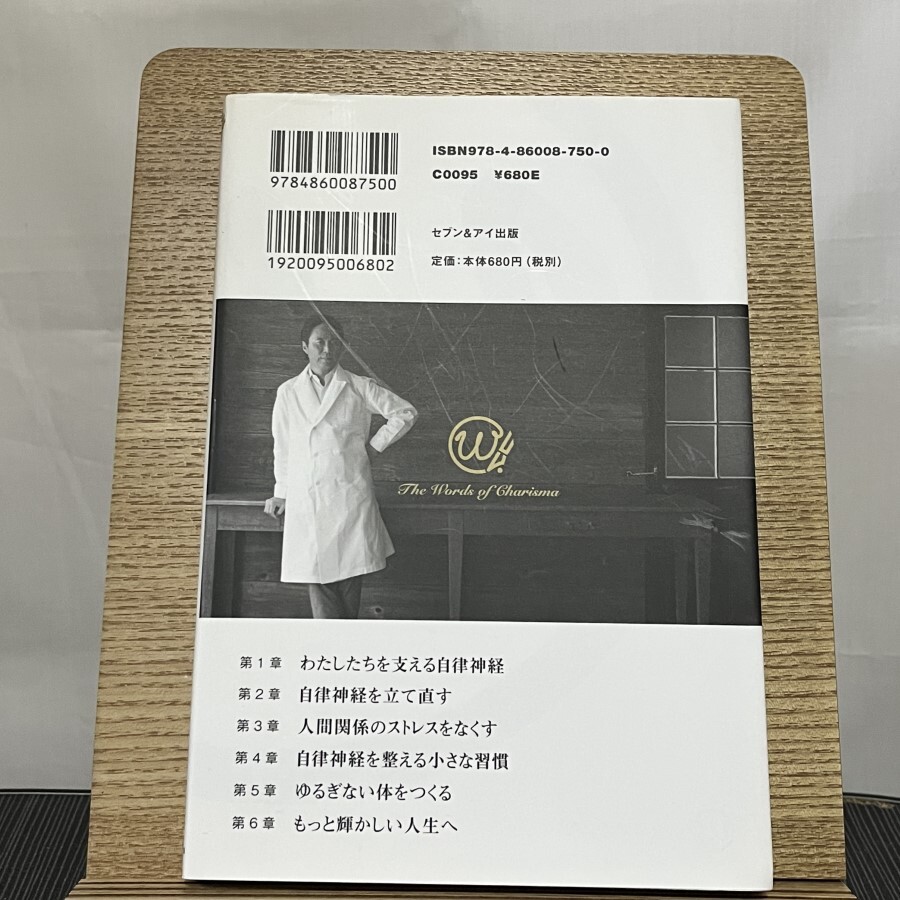 ISBN978-4-86008-750-0
C0095 ¥680E
9784860087500
セブン&アイ出版
定価:本体680円(税別)
1920095006802
W
The Words of Charisma
第1章 わたしたちを支える自律神経
第2章 自律神経を立て直す
第3章 人間関係のストレスをなくす
第4章 自律神経を整える小さな習慣
第5章 ゆるぎない体をつくる
第6章 もっと輝かしい人生へ